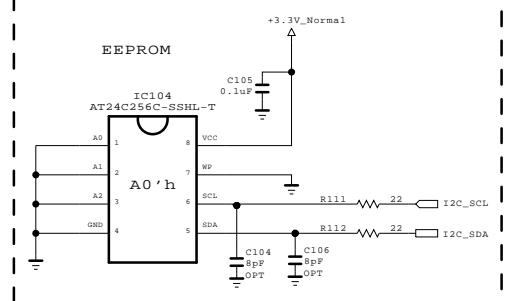 +3.3V_Normal
EEPROM
C105
0.1uF
IC104
AT24C256C-SSHL-T
A0
1
8
VCC
A1
2
7
WP
A0'h
A2
3
6
SCL
R111
22
I2C_SCL
GND
4
5
SDA
R112
22
I2C_SDA
C104
8pF
OPT
C106
8pF
OPT